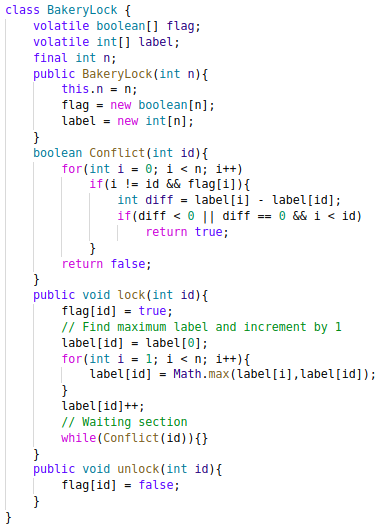 class BakeryLock {
    volatile boolean[] flag;
    volatile int[] label;
    final int n;
    public BakeryLock(int n){
        this.n = n;
        flag = new boolean[n];
        label = new int[n];
    }
    boolean Conflict(int id){
        for(int i = 0; i < n; i++)
            if(i != id && flag[i]){
                int diff = label[i] - label[id];
                if(diff < 0 || diff == 0 && i < id)
                    return true;
            }
        return false;
    }
    public void lock(int id){
        flag[id] = true;
        // Find maximum label and increment by 1
        label[id] = label[0];
        for(int i = 1; i < n; i++){
            label[id] = Math.max(label[i],label[id]);
        }
        label[id]++;
        // Waiting section
        while(Conflict(id)){}
    }
    public void unlock(int id){
        flag[id] = false;
    }
}